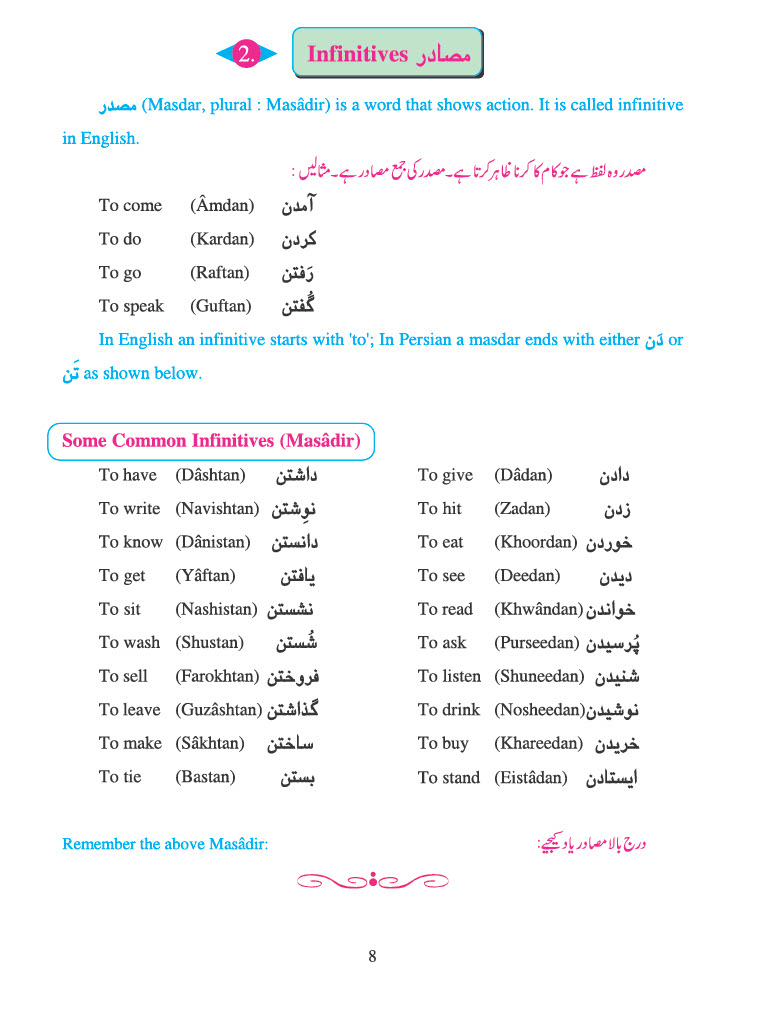 2.
Infinitives مصادر
مصدر (Masdar, plural : Masâdir) is a word that shows action. It is called infinitive
in English.
مصدر وہ لفظ ہے جو کام کا کرنا ظاہر کرتا ہے۔ مصدر کی جمع مصادر ہے۔ مثالیں :
To come (Âmdan) آمدن
To do (Kardan) کردن
To go (Raftan) رَفتن
To speak (Guftan) گُفتن
In English an infinitive starts with 'to'; In Persian a masdar ends with either دَن or
تَن as shown below.
Some Common Infinitives (Masâdir)
To have (Dâshtan) داشتن
To write (Navishtan) نوِشتن
To know (Dânistan) دانستن
To get (Yâftan) یافتن
To sit (Nashistan) نشستن
To wash (Shustan) شُستن
To sell (Farokhtan) فروختن
To leave (Guzâshtan) گذاشتن
To make (Sâkhtan) ساختن
To tie (Bastan) بستن
To give (Dâdan) دادن
To hit (Zadan) زدن
To eat (Khoordan) خوردن
To see (Deedan) دیدن
To read (Khwândan) خواندن
To ask (Purseedan) پُرسیدن
To listen (Shuneedan) شنیدن
To drink (Nosheedan) نوشیدن
To buy (Khareedan) خریدن
To stand (Eistâdan) ایستادن
Remember the above Masâdir:
درج بالا مصادر یاد کیجیے:
8